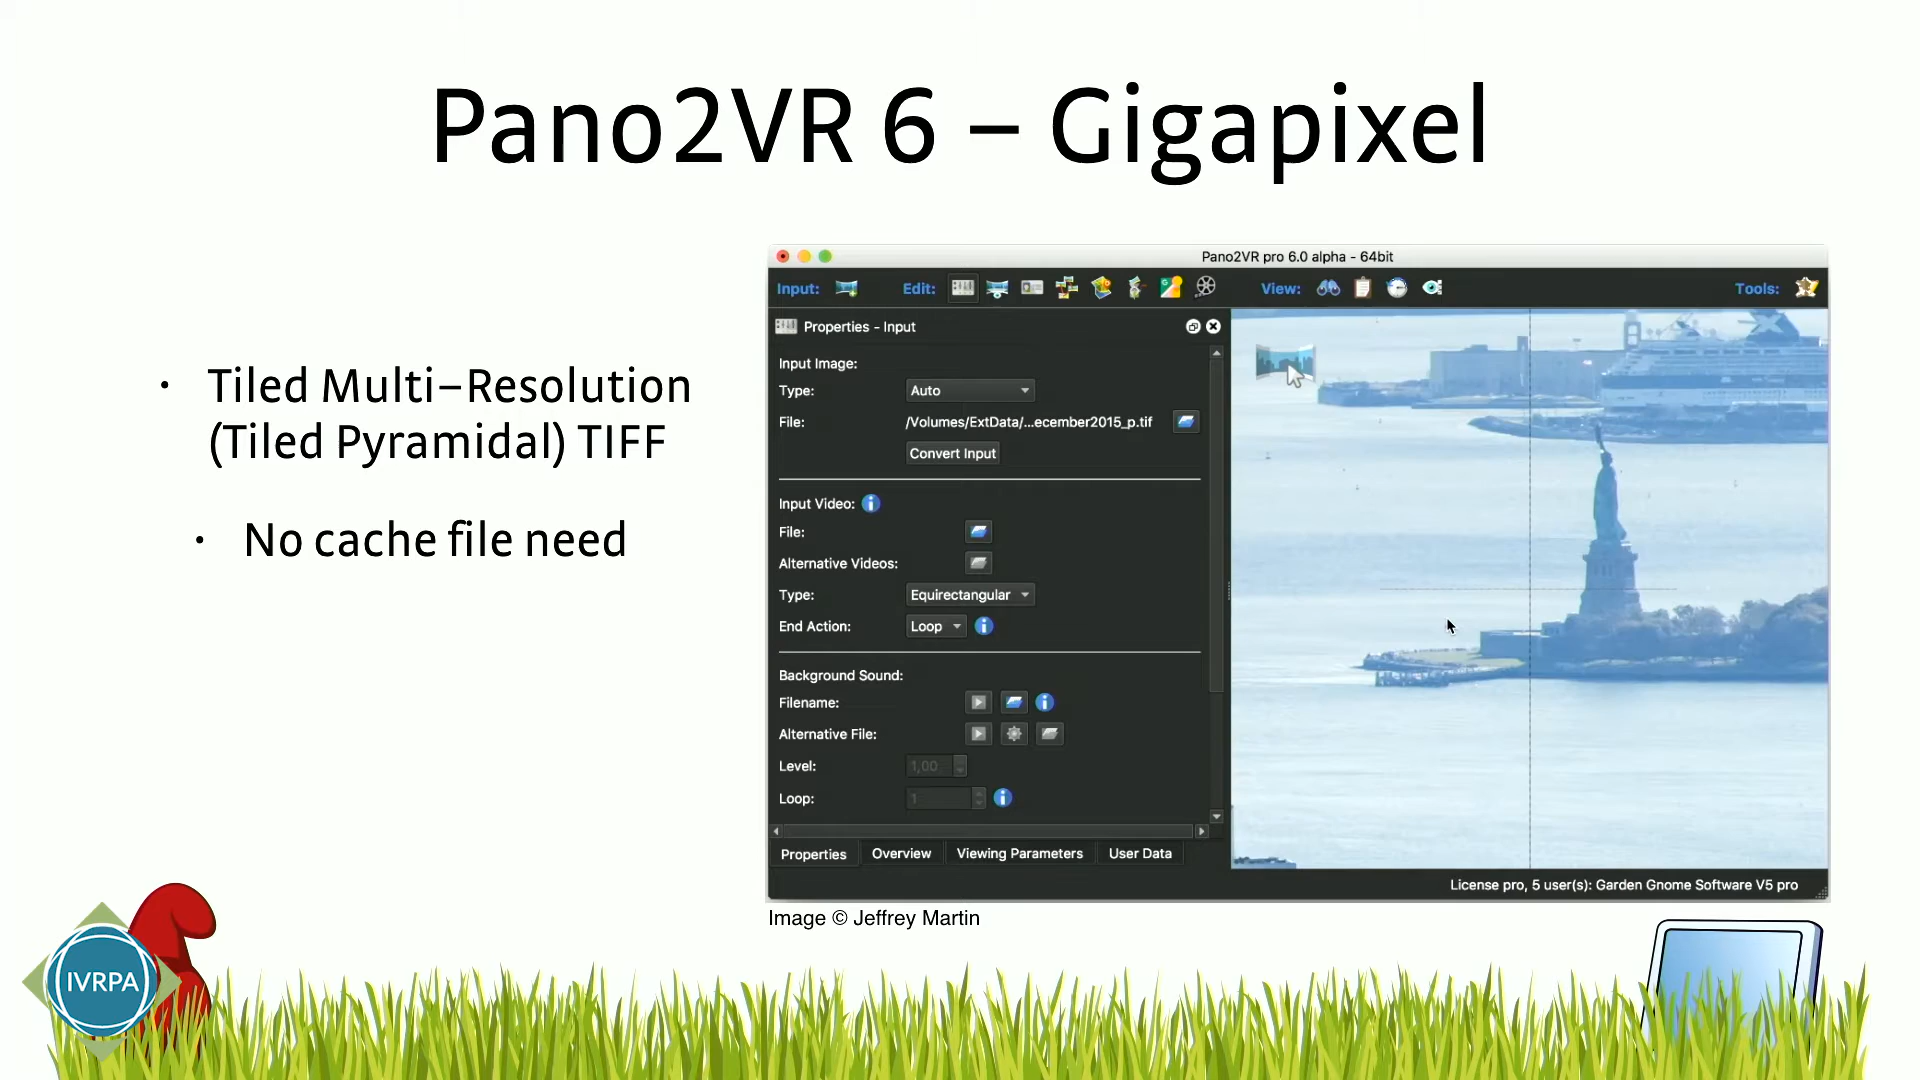 Pano2VR 6 – Gigapixel
• Tiled Multi–Resolution
(Tiled Pyramidal) TIFF
• No cache file need
Pano2VR pro 6.0 alpha - 64bit
Input: Edit: View: Tools:
Properties - Input
Input Image:
Type: Auto
File: /Volumes/ExtData/...ecember2015_p.tif
Convert Input
Input Video:
File:
Alternative Videos:
Type: Equirectangular
End Action: Loop
Background Sound:
Filename:
Alternative File:
Level: 1,00
Loop: 1
Properties Overview Viewing Parameters User Data
License pro, 5 user(s): Garden Gnome Software V5 pro
Image © Jeffrey Martin
IVRPA